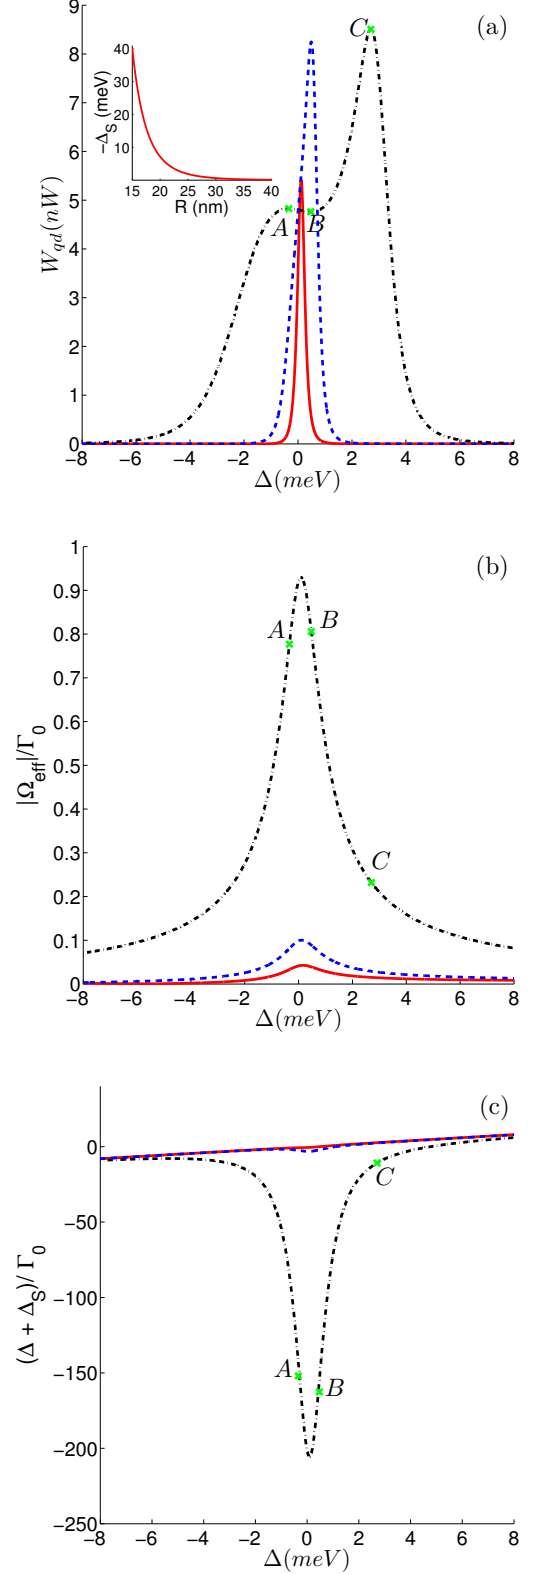 (a)
9
8
7
6
5
4
3
2
1
0
W_{qd}(nW)
−8 −6 −4 −2 0 2 4 6 8
Δ(meV)
40
30
20
10
−Δ_S (meV)
15 20 25 30 35 40
R (nm)
A
B
C
(b)
1
0.9
0.8
0.7
0.6
0.5
0.4
0.3
0.2
0.1
0
|Ω_{eff}|/Γ_0
−8 −6 −4 −2 0 2 4 6 8
Δ(meV)
A
B
C
(c)
0
−50
−100
−150
−200
−250
(Δ + Δ_S)/ Γ_0
−8 −6 −4 −2 0 2 4 6 8
Δ(meV)
A
B
C